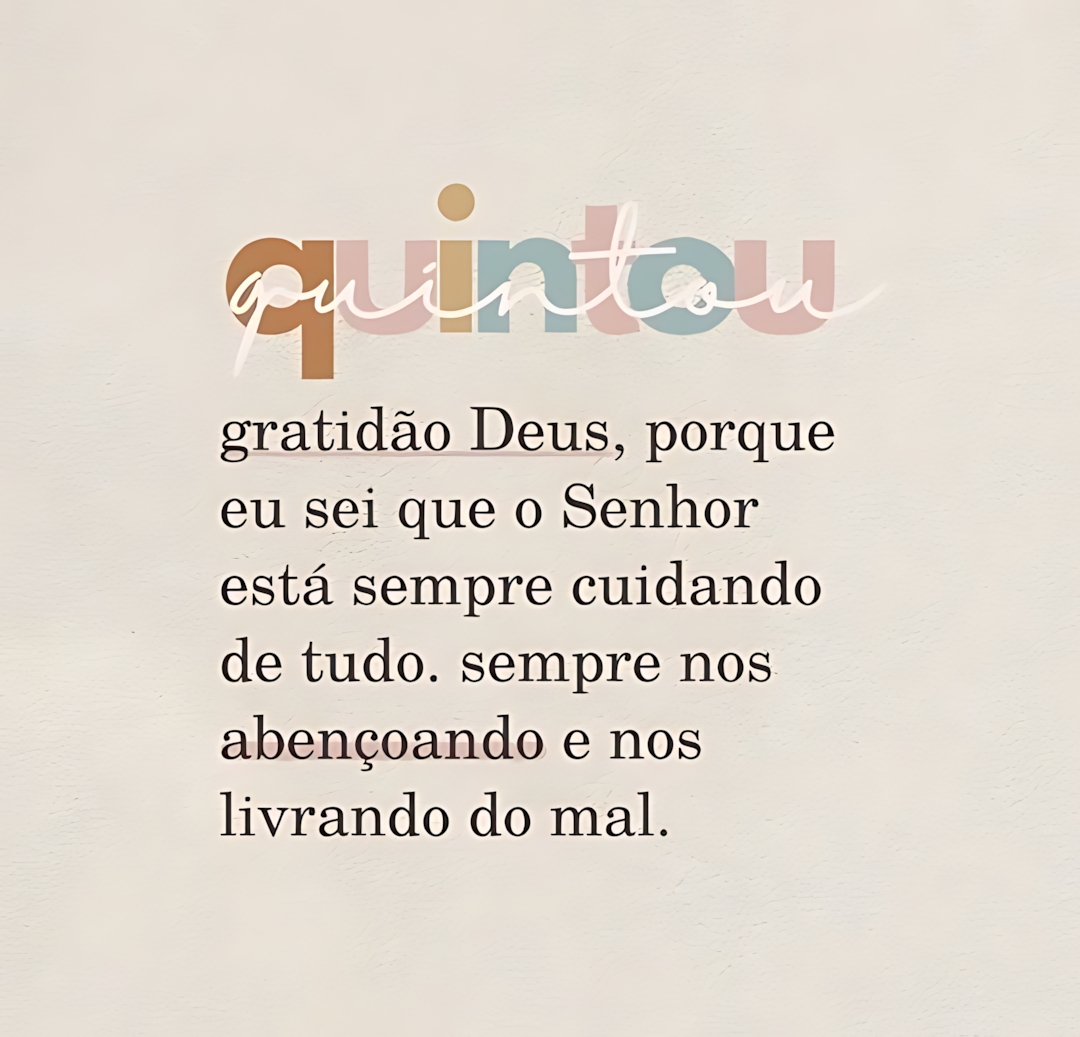 quintou
quintou
gratidão Deus, porque
eu sei que o Senhor
está sempre cuidando
de tudo. sempre nos
abençoando e nos
livrando do mal.